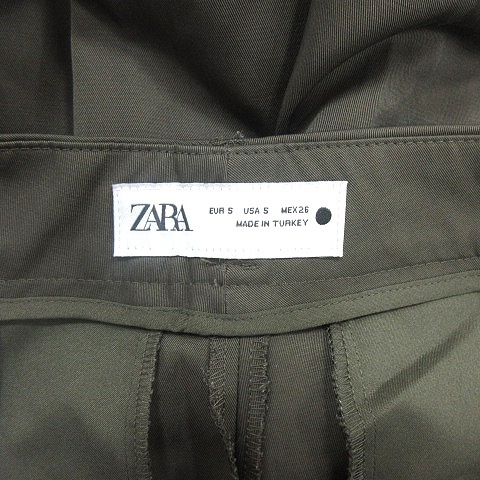 ZARA
EUR S USA S MEX 26
MADE IN TURKEY